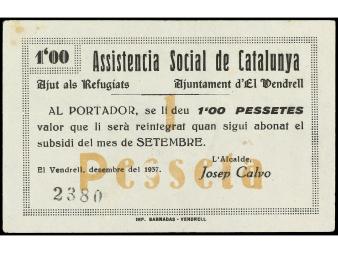 1'00 Assistencia Social de Catalunya
Ajut als Refugiats Ajuntament d'El Vendrell
AL PORTADOR, se li deu 1'00 PESSETES
valor que li serà reintegrat quan sigui abonat el
subsidi del mes de SETEMBRE.
1
Pesseta
L'Alcalde,
El Vendrell, desembre del 1937. Josep Calvo
2380
IMP. BARNADAS - VENDRELL